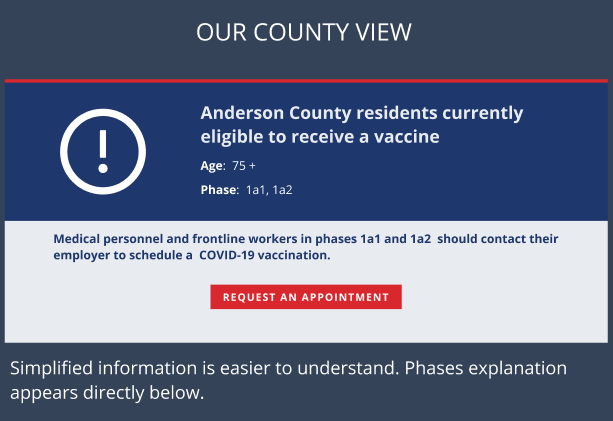 OUR COUNTY VIEW
Anderson County residents currently
eligible to receive a vaccine
Age: 75 +
Phase: 1a1, 1a2
Medical personnel and frontline workers in phases 1a1 and 1a2 should contact their
employer to schedule a COVID-19 vaccination.
REQUEST AN APPOINTMENT
Simplified information is easier to understand. Phases explanation
appears directly below.